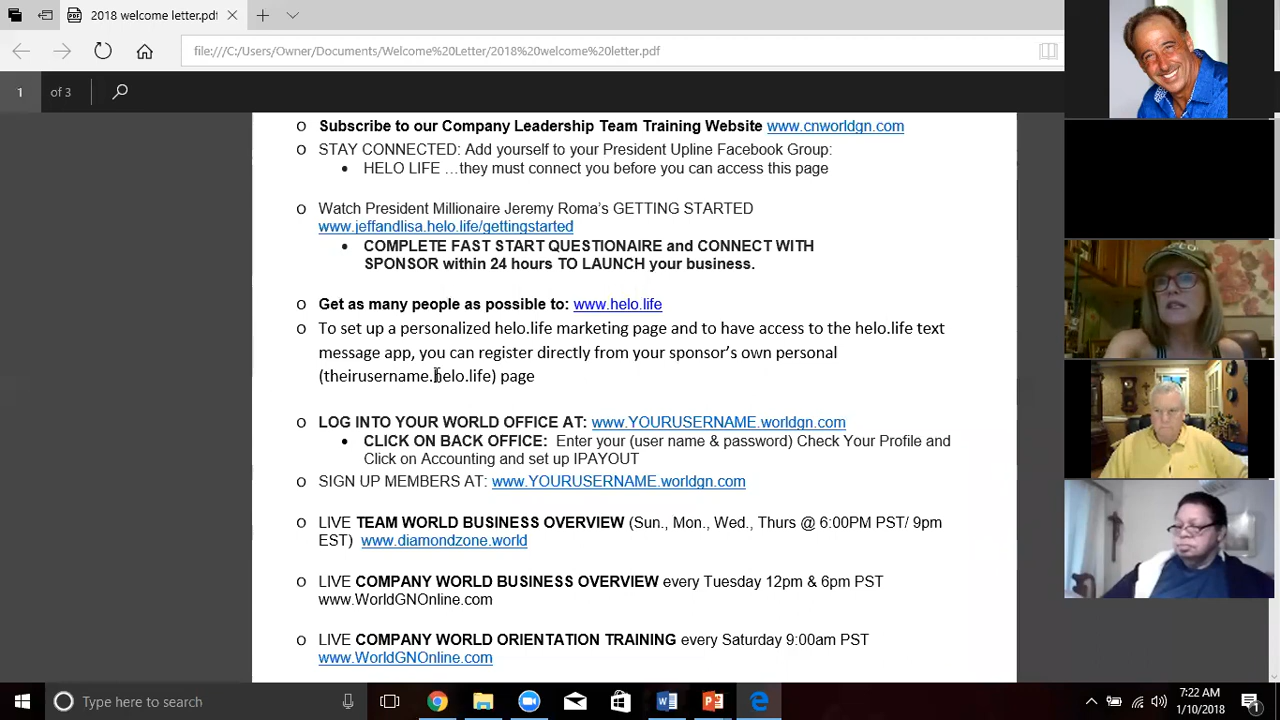 2018 welcome letter.pdf
file:///C:/Users/Owner/Documents/Welcome%20Letter/2018%20welcome%20letter.pdf
1 of 3
o Subscribe to our Company Leadership Team Training Website www.cnworldgn.com
o STAY CONNECTED: Add yourself to your President Upline Facebook Group:
• HELO LIFE …they must connect you before you can access this page
o Watch President Millionaire Jeremy Roma's GETTING STARTED
www.jeffandlisa.helo.life/gettingstarted
• COMPLETE FAST START QUESTIONAIRE and CONNECT WITH
SPONSOR within 24 hours TO LAUNCH your business.
o Get as many people as possible to: www.helo.life
o To set up a personalized helo.life marketing page and to have access to the helo.life text
message app, you can register directly from your sponsor's own personal
(theirusername.helo.life) page
o LOG INTO YOUR WORLD OFFICE AT: www.YOURUSERNAME.worldgn.com
• CLICK ON BACK OFFICE: Enter your (user name & password) Check Your Profile and
Click on Accounting and set up IPAYOUT
o SIGN UP MEMBERS AT: www.YOURUSERNAME.worldgn.com
o LIVE TEAM WORLD BUSINESS OVERVIEW (Sun., Mon., Wed., Thurs @ 6:00PM PST/ 9pm
EST) www.diamondzone.world
o LIVE COMPANY WORLD BUSINESS OVERVIEW every Tuesday 12pm & 6pm PST
www.WorldGNOnline.com
o LIVE COMPANY WORLD ORIENTATION TRAINING every Saturday 9:00am PST
www.WorldGNOnline.com
Type here to search
7:22 AM
1/10/2018